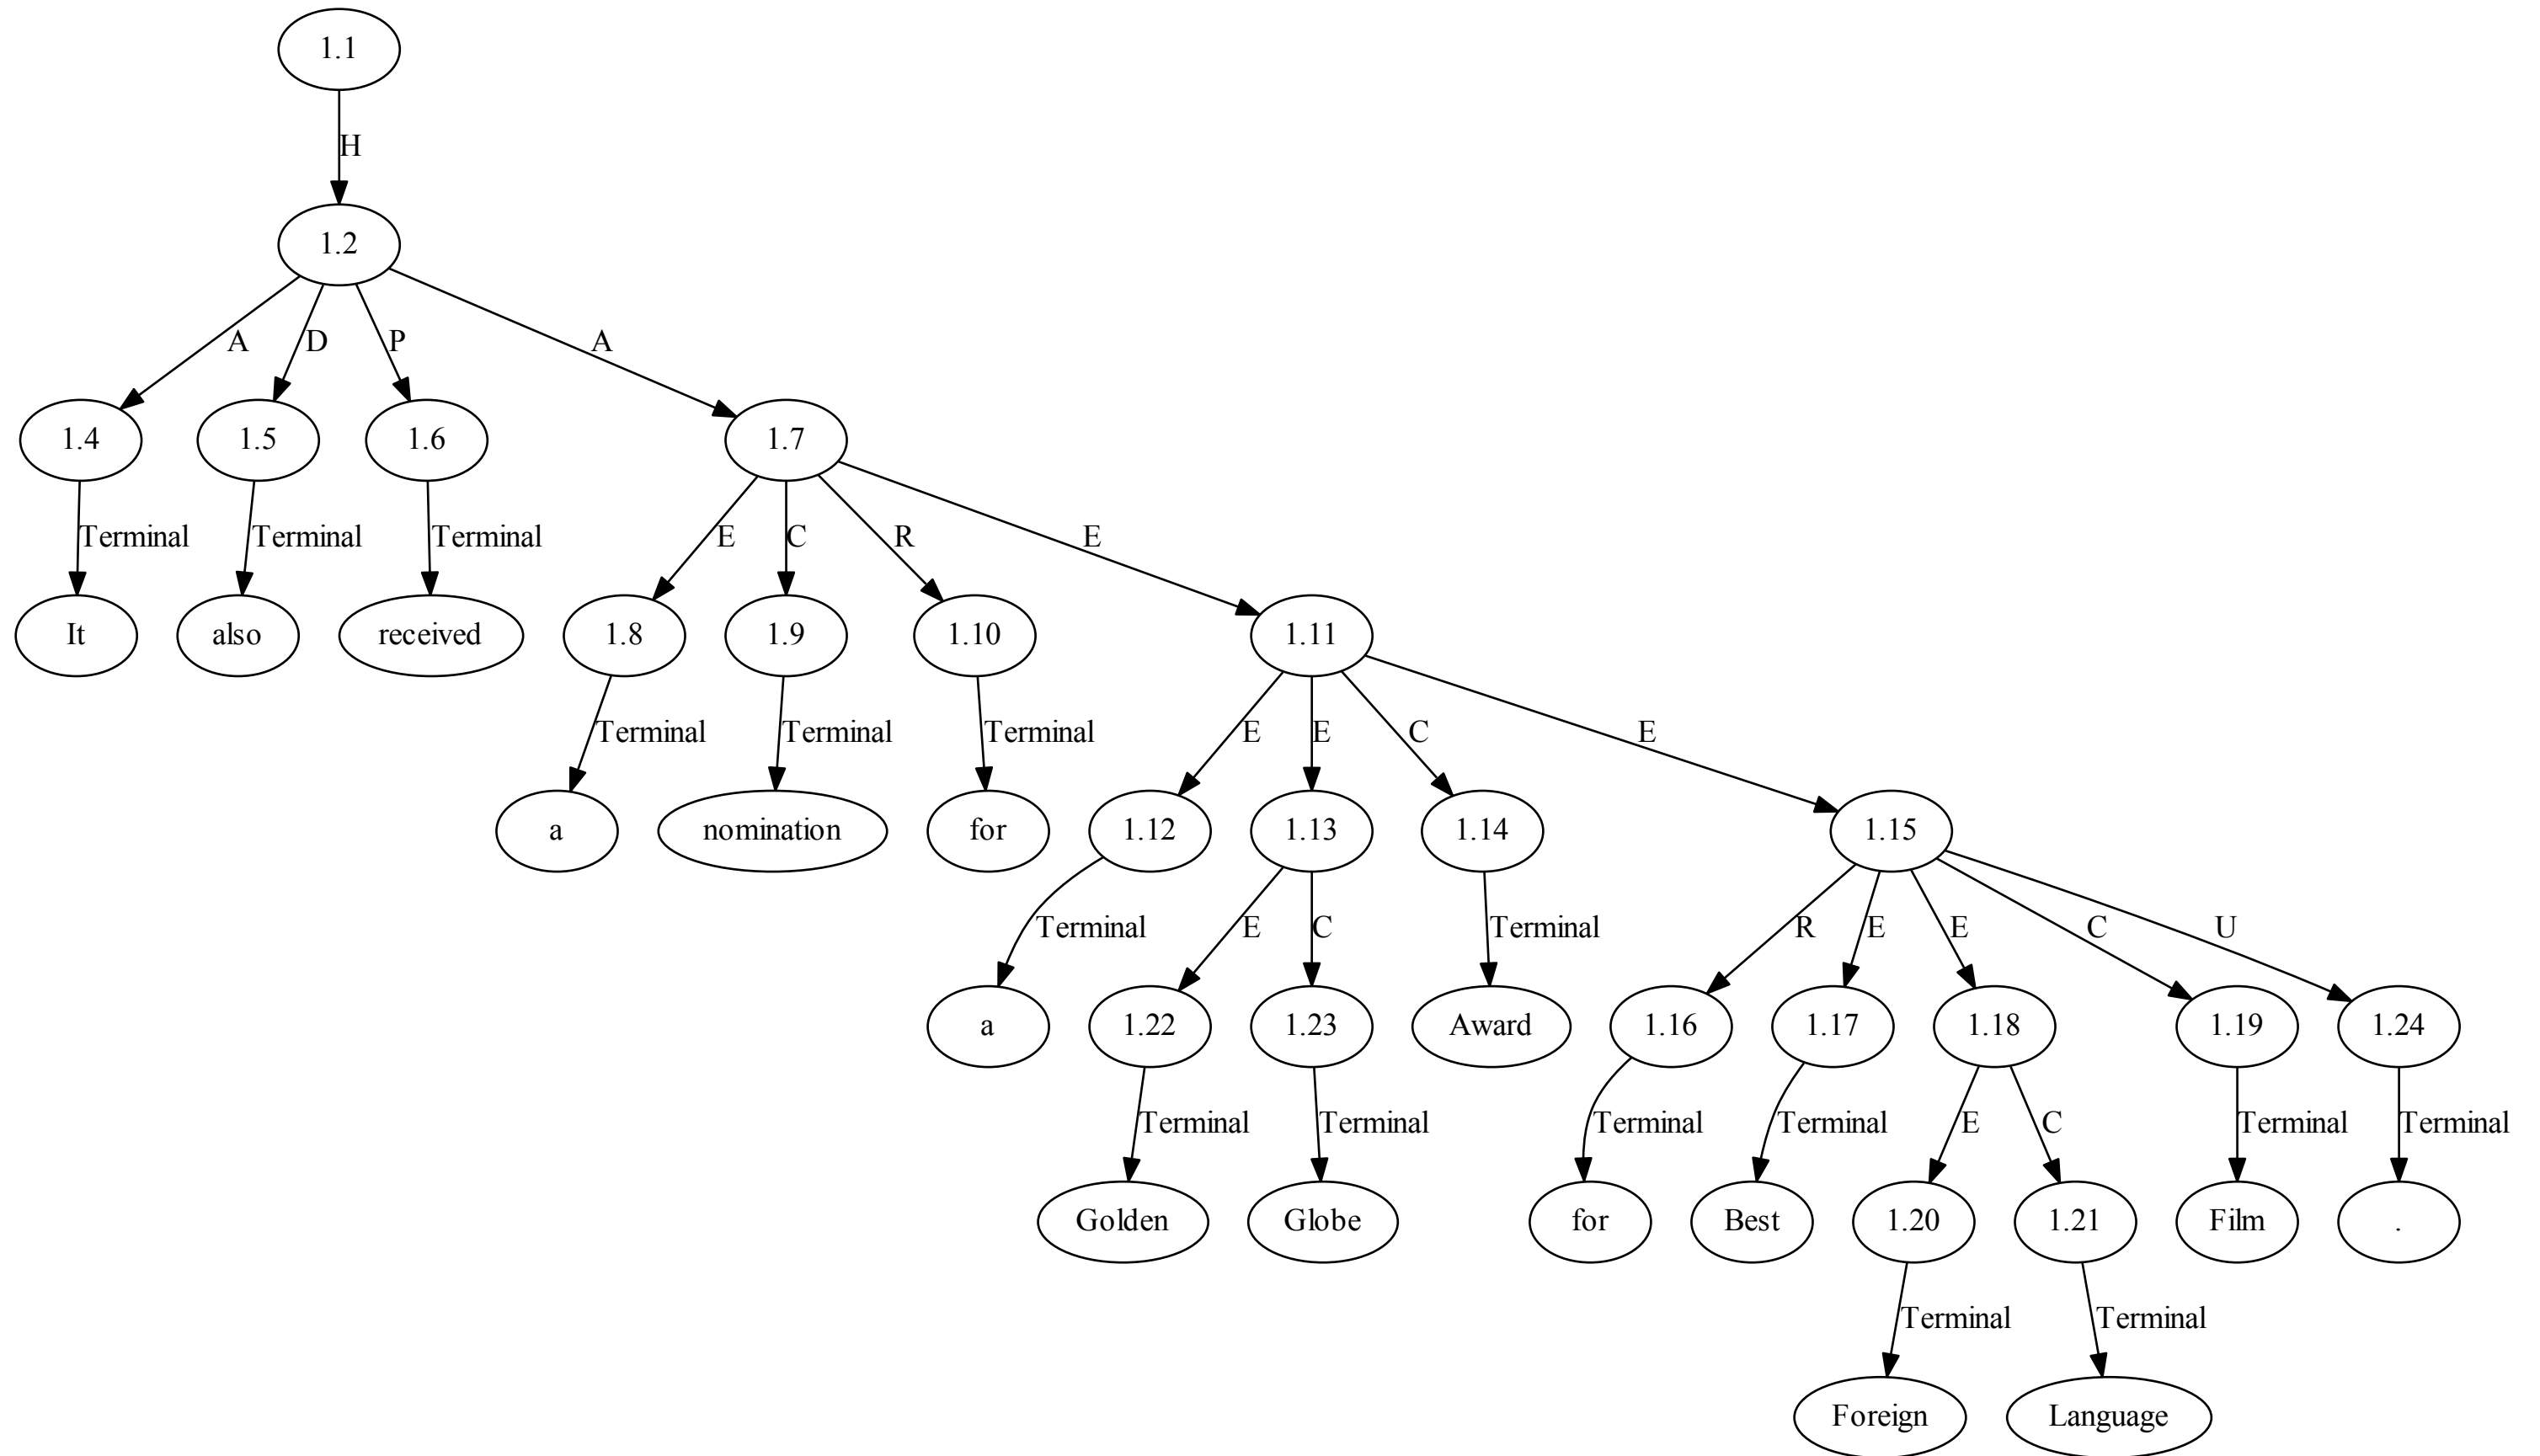 1.1
H
1.2
A D P A
1.4 1.5 1.6 1.7
Terminal Terminal Terminal E C R E
It also received 1.8 1.9 1.10 1.11
Terminal Terminal Terminal E E C E
a nomination for 1.12 1.13 1.14 1.15
Terminal E C Terminal R E E C U
a 1.22 1.23 Award 1.16 1.17 1.18 1.19 1.24
Terminal Terminal Terminal Terminal E C Terminal Terminal
Golden Globe for Best 1.20 1.21 Film .
Terminal Terminal
Foreign Language